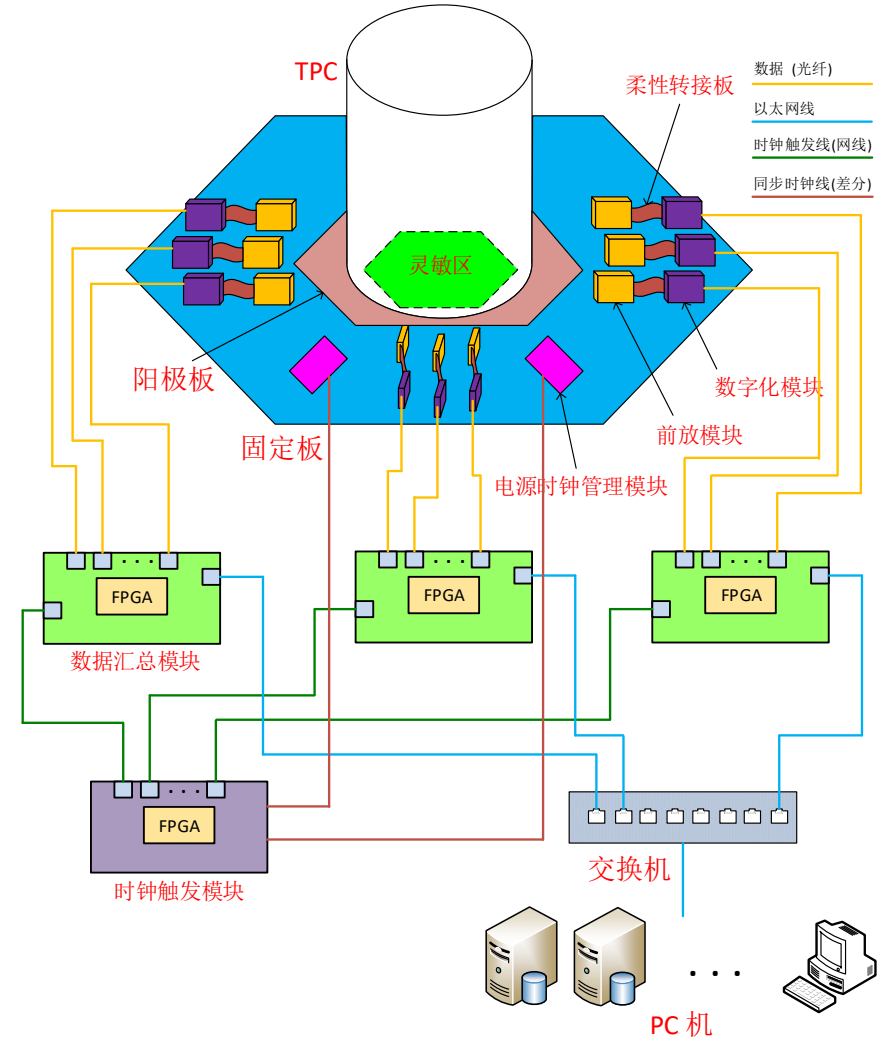 TPC
柔性转接板
数据 (光纤)
以太网线
时钟触发线(网线)
同步时钟线(差分)
灵敏区
阳极板
数字化模块
前放模块
固定板
电源时钟管理模块
· · ·
· · ·
· · ·
FPGA
FPGA
FPGA
数据汇总模块
· · ·
FPGA
时钟触发模块
交换机
· · ·
PC 机